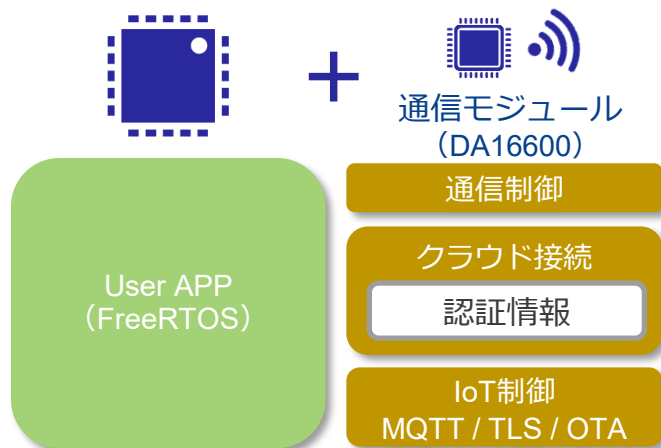 通信モジュール
（DA16600）
User APP
（FreeRTOS）
通信制御
クラウド接続
認証情報
IoT制御
MQTT / TLS / OTA